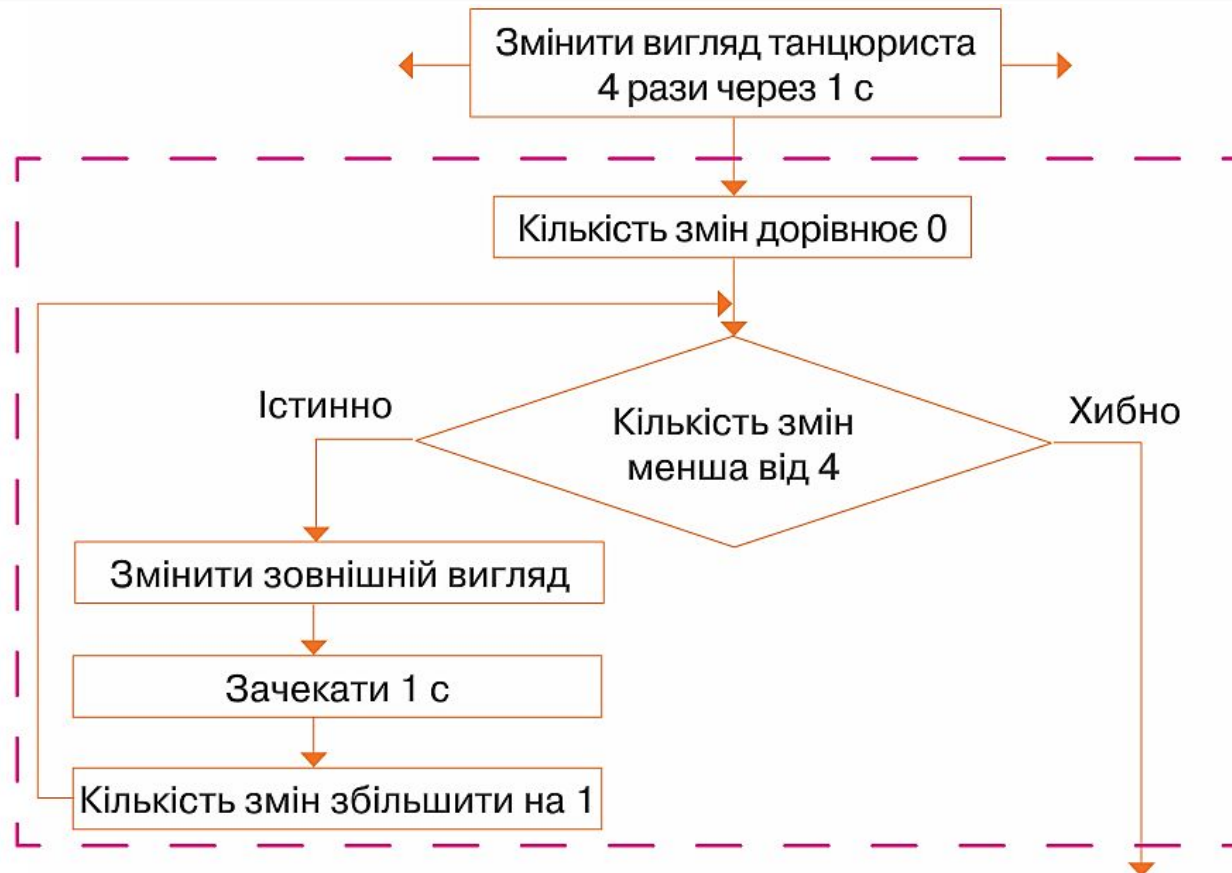 Змінити вигляд танцюриста
4 рази через 1 с
Кількість змін дорівнює 0
Істинно
Хибно
Кількість змін
менша від 4
Змінити зовнішній вигляд
Зачекати 1 с
Кількість змін збільшити на 1